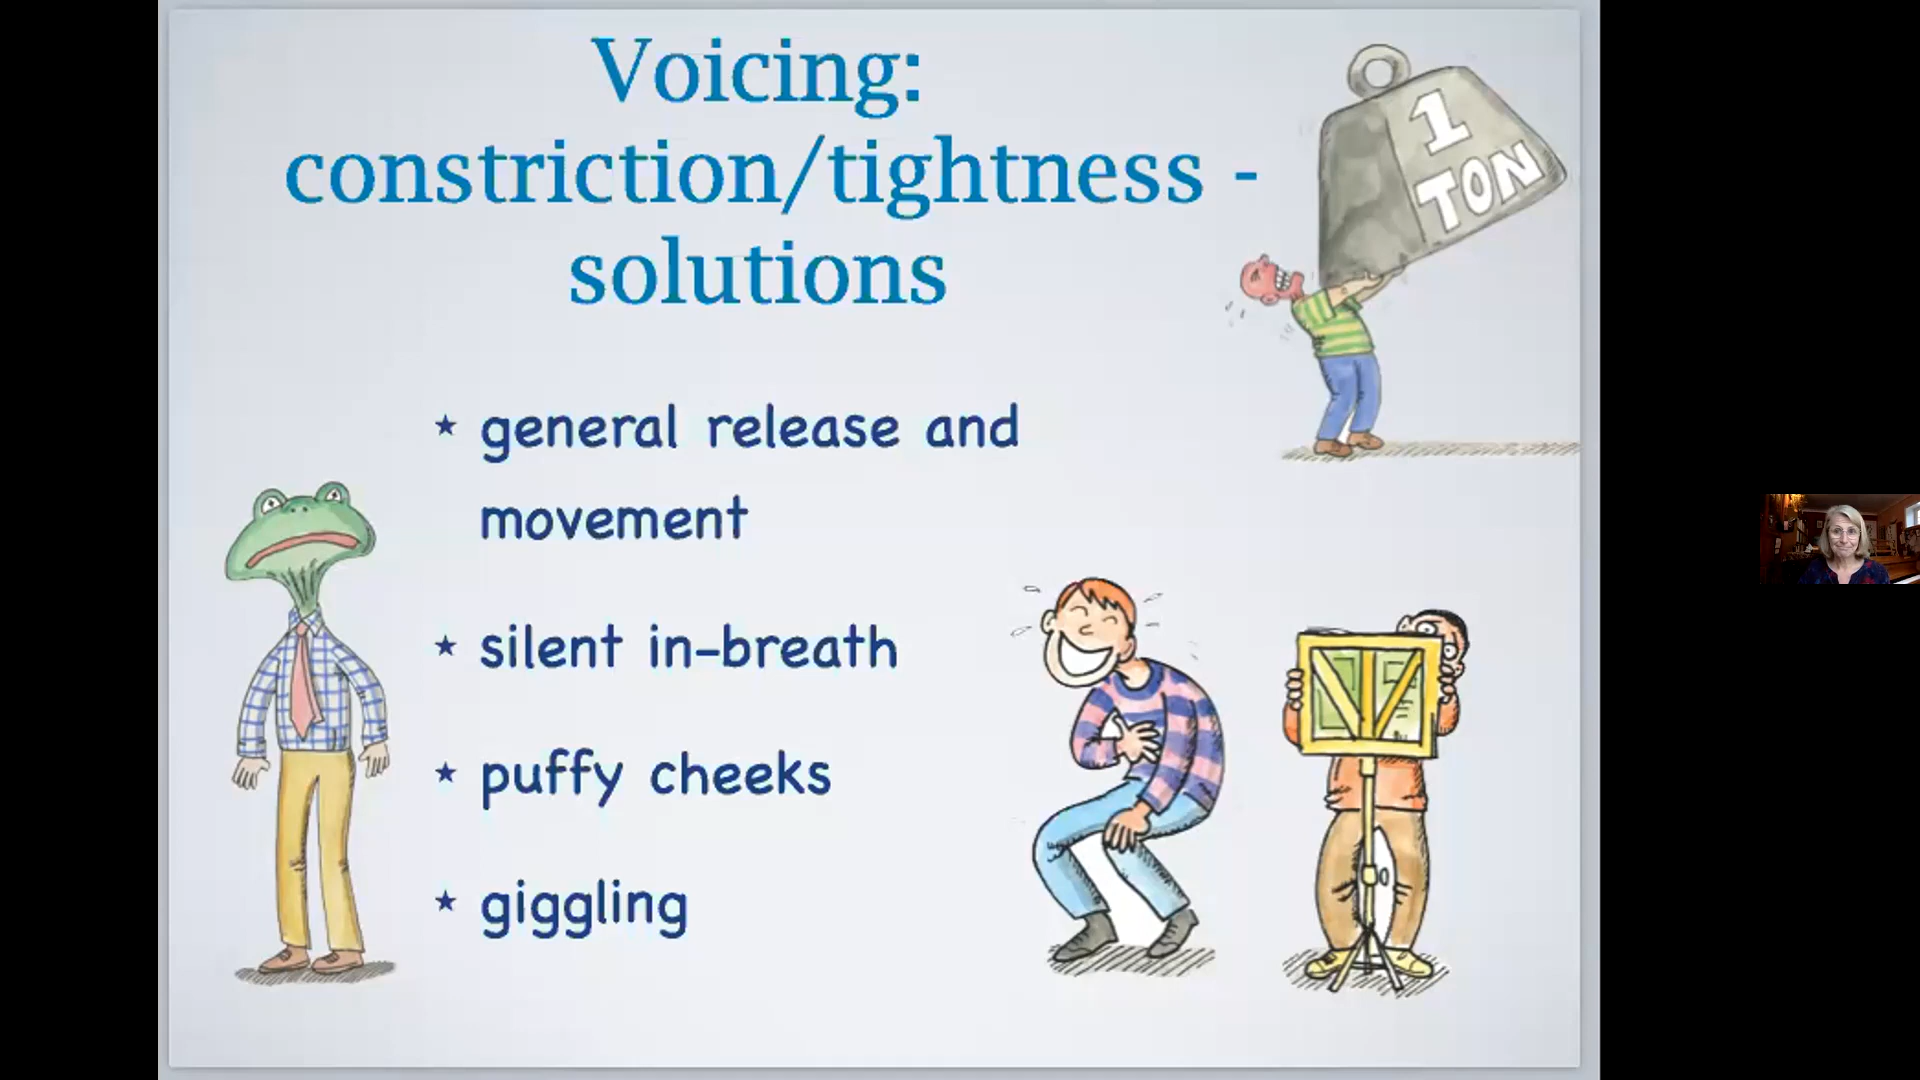 Voicing:
constriction/tightness -
solutions
1
TON
* general release and
movement
* silent in-breath
* puffy cheeks
* giggling